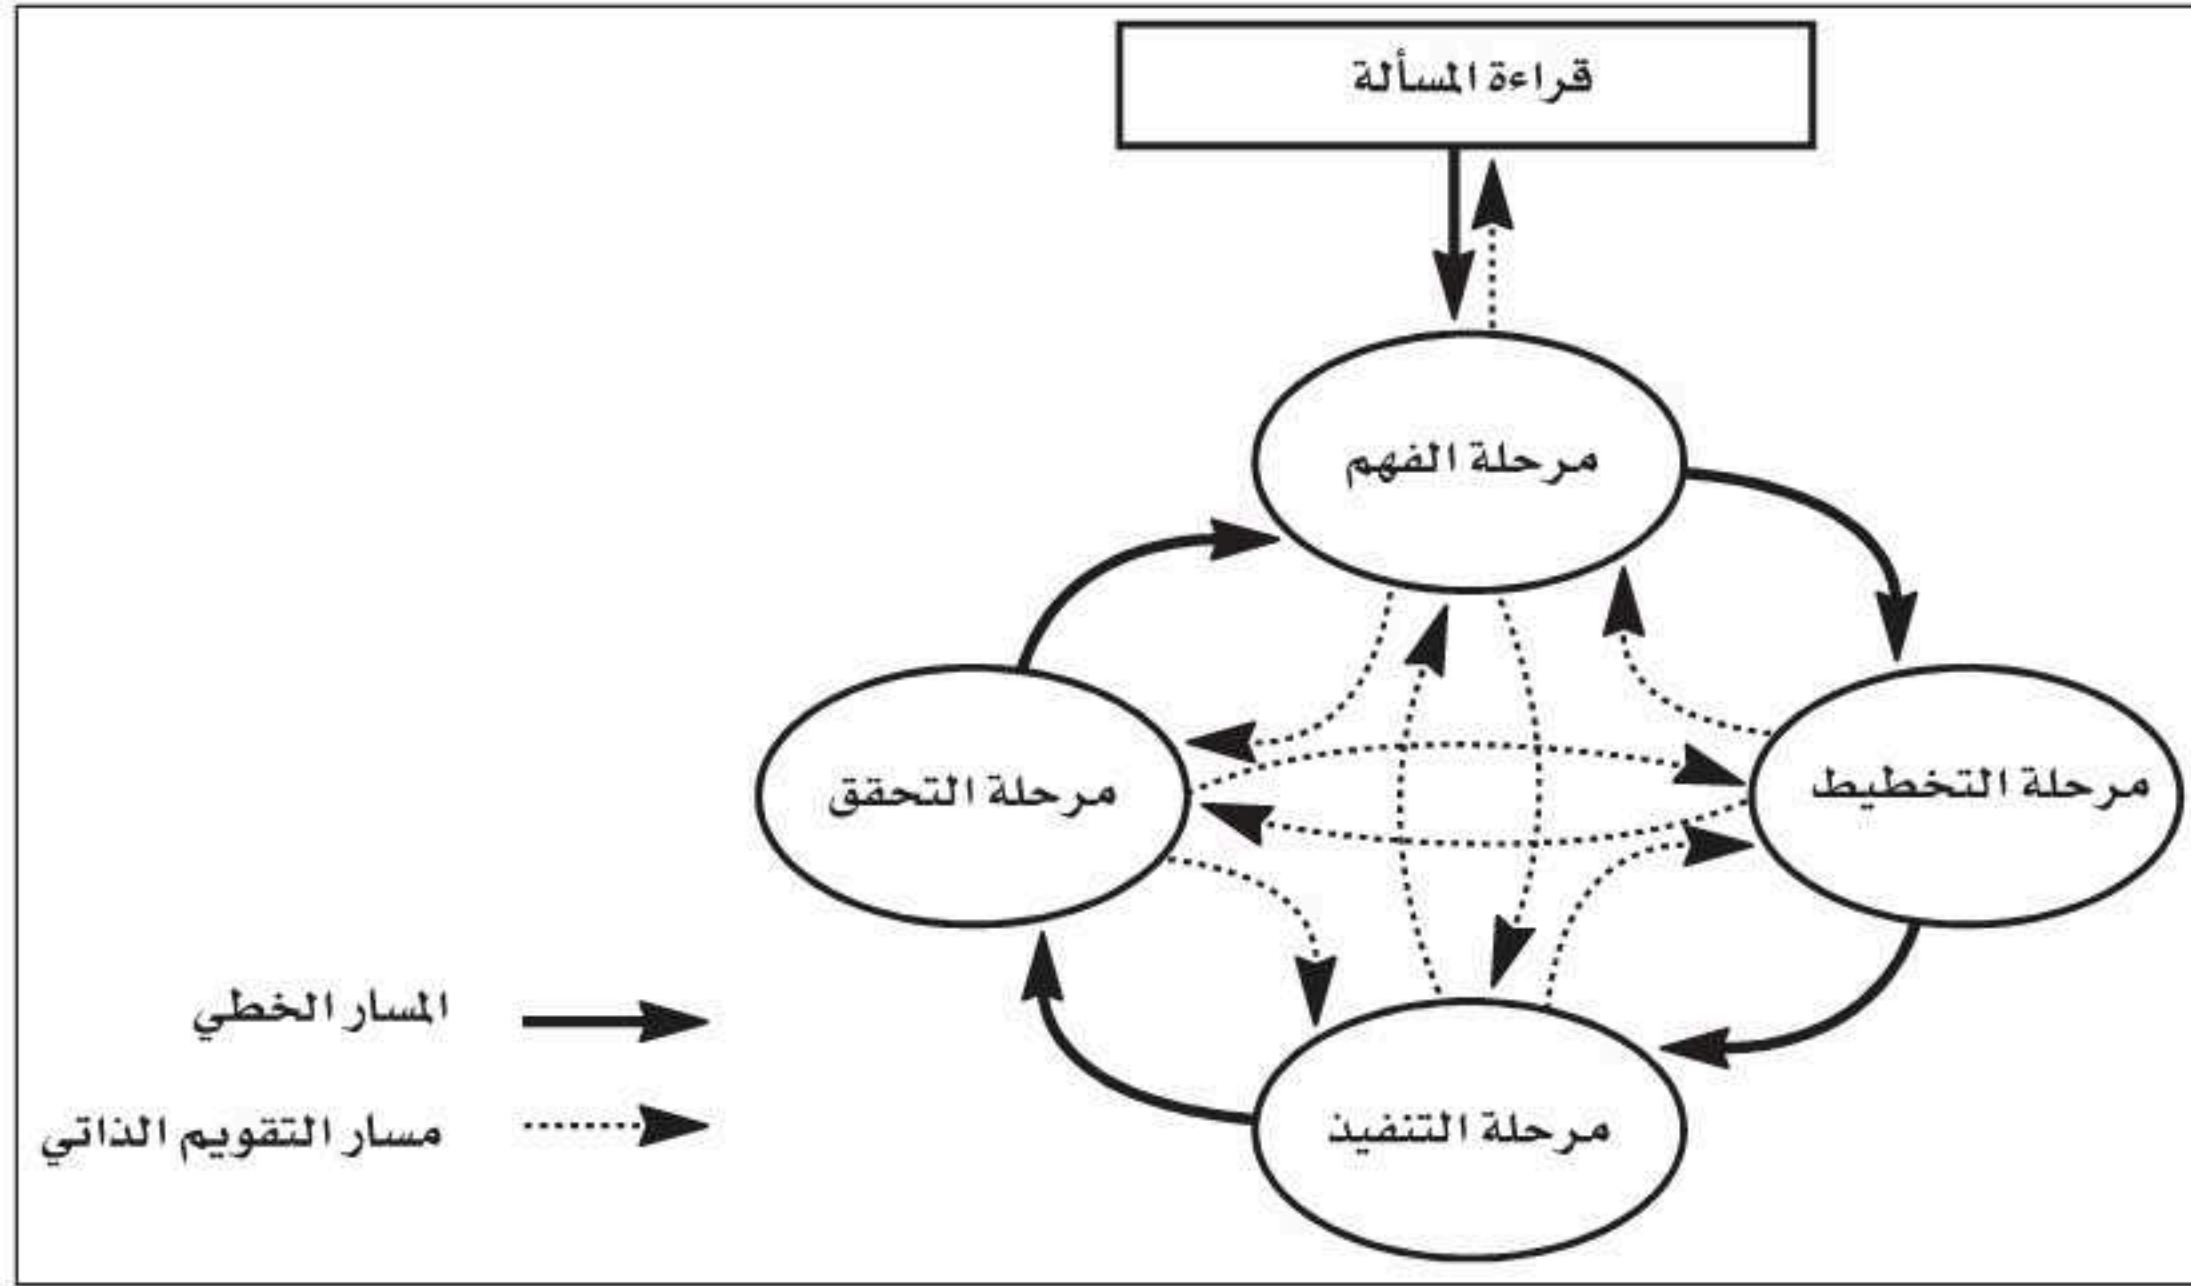 قراءة المسألة
مرحلة الفهم
مرحلة التخطيط
مرحلة التحقق
مرحلة التنفيذ
المسار الخطي
مسار التقويم الذاتي